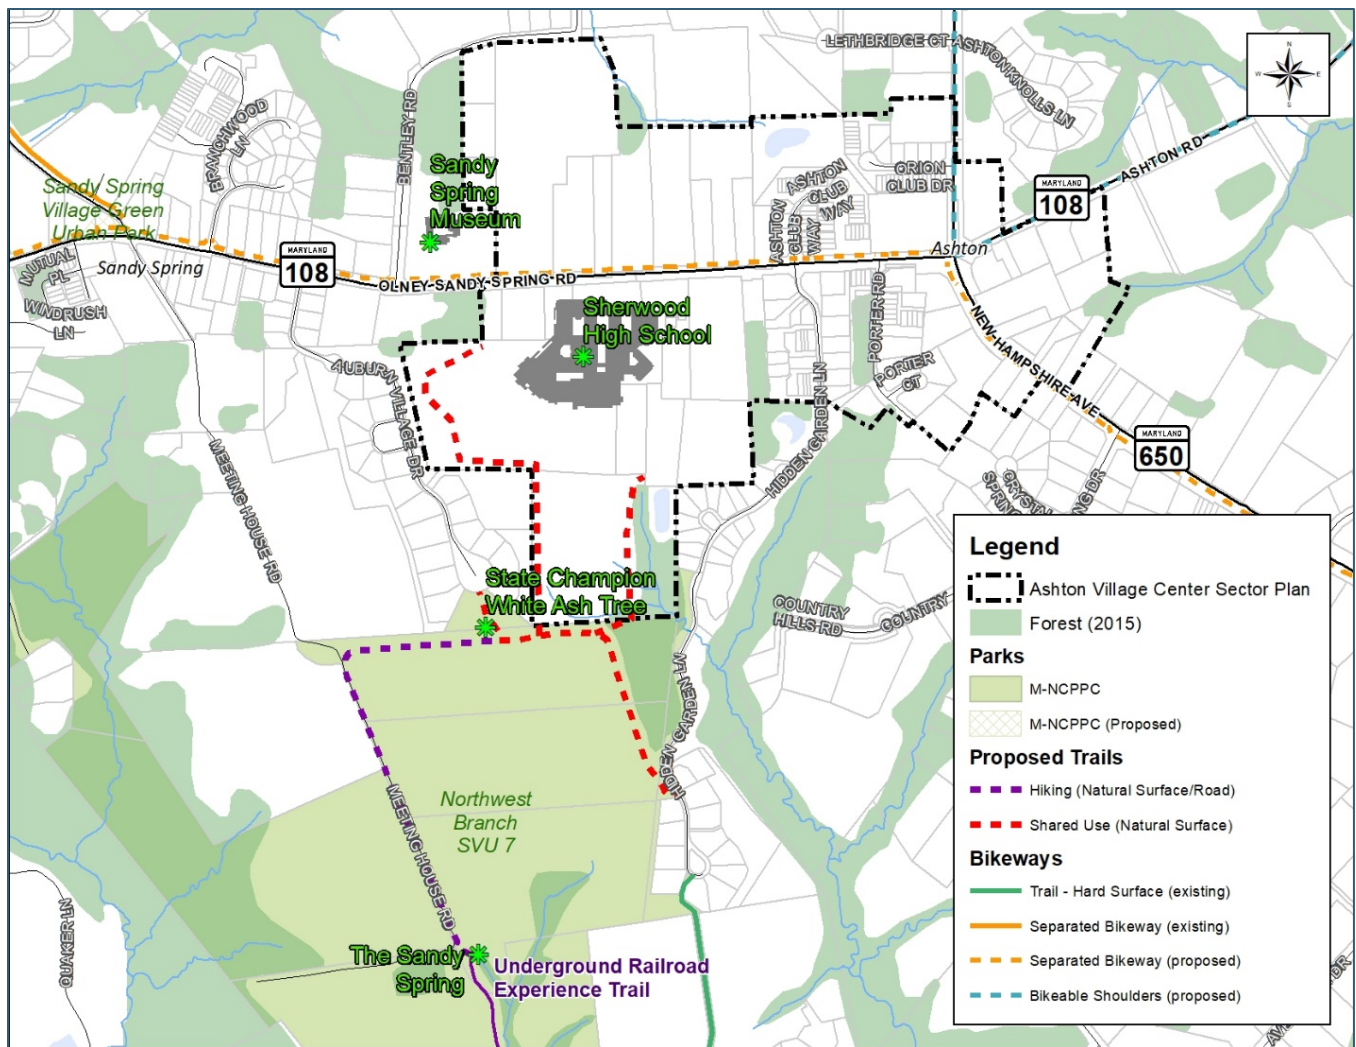 LETHBRIDGE CT
ASHTON KNOLLS LN
N
W
E
S
BRANCHWOOD
LN
BENTLEY RD
Sandy
Spring
Museum
Sandy Spring
Village Green
Urban Park
ASHTON
CLUB
WAY
ASHTON
CLUB
WAY
ORION
CLUB DR
MARYLAND
108
ASHTON RD
Ashton
MUTUAL
PL
Sandy Spring
WINDRUSH
LN
MARYLAND
108
OLNEY-SANDY SPRING RD
Sherwood
High School
AUBURN VILLAGE DR
PORTER RD
PORTER
CT
NEW HAMPSHIRE AVE
MARYLAND
650
HIDDEN GARDEN LN
MEETING HOUSE RD
State Champion
White Ash Tree
COUNTRY
HILLS RD
COUNTRY
HIDDEN GARDEN LN
Northwest
Branch
SVU 7
MEETING HOUSE RD
QUAKER LN
The Sandy
Spring
Underground Railroad
Experience Trail
Legend
Ashton Village Center Sector Plan
Forest (2015)
Parks
M-NCPPC
M-NCPPC (Proposed)
Proposed Trails
Hiking (Natural Surface/Road)
Shared Use (Natural Surface)
Bikeways
Trail - Hard Surface (existing)
Separated Bikeway (existing)
Separated Bikeway (proposed)
Bikeable Shoulders (proposed)